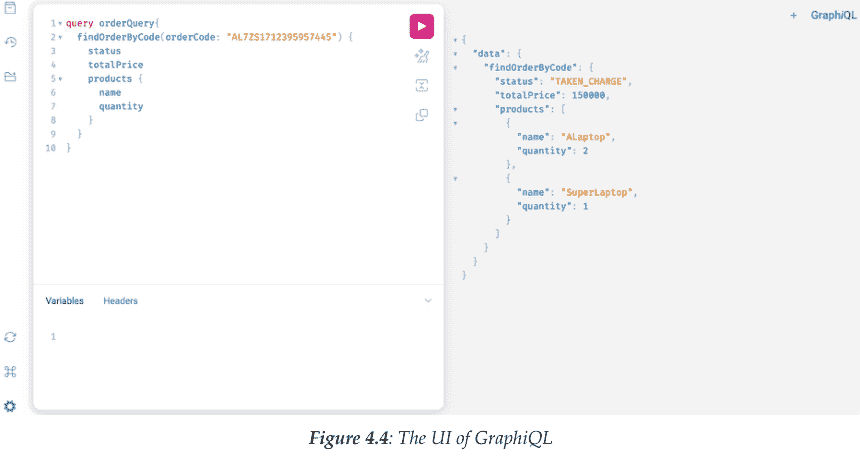 1 query orderQuery{
2 findOrderByCode(orderCode: "AL7ZS1712395957445") {
3 status
4 totalPrice
5 products {
6 name
7 quantity
8 }
9 }
10 }
Variables Headers
1
+ GraphiQL
{
"data": {
"findOrderByCode": {
"status": "TAKEN_CHARGE",
"totalPrice": 150000,
"products": [
{
"name": "ALaptop",
"quantity": 2
},
{
"name": "SuperLaptop",
"quantity": 1
}
]
}
}
}
Figure 4.4: The UI of GraphiQL